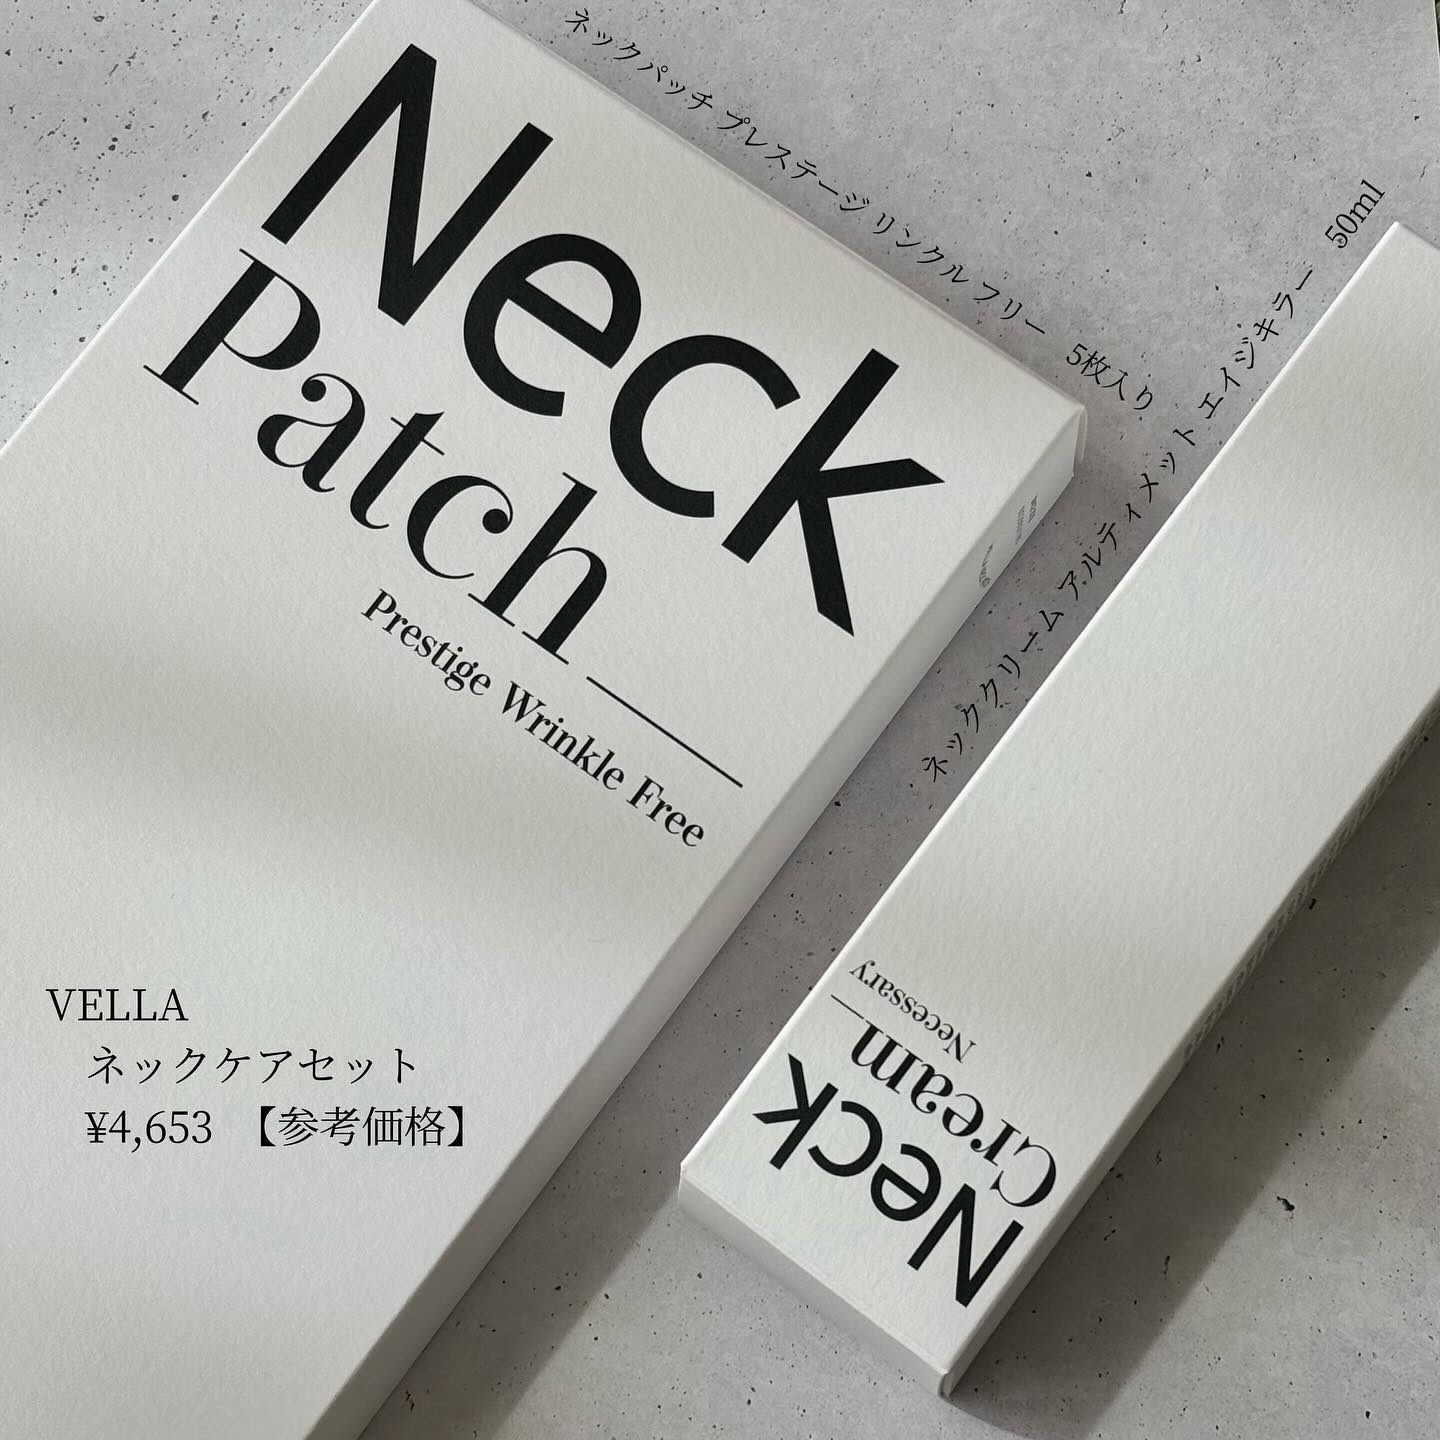 Neck
Patch
Prestige Wrinkle Free
ネックパッチ プレステージ リンクル フリー 5枚入り
ネッククリーム アルティメット エイジキラー 50ml
Neck
Cream
Necessary
VELLA
ネックケアセット
¥4,653 【参考価格】